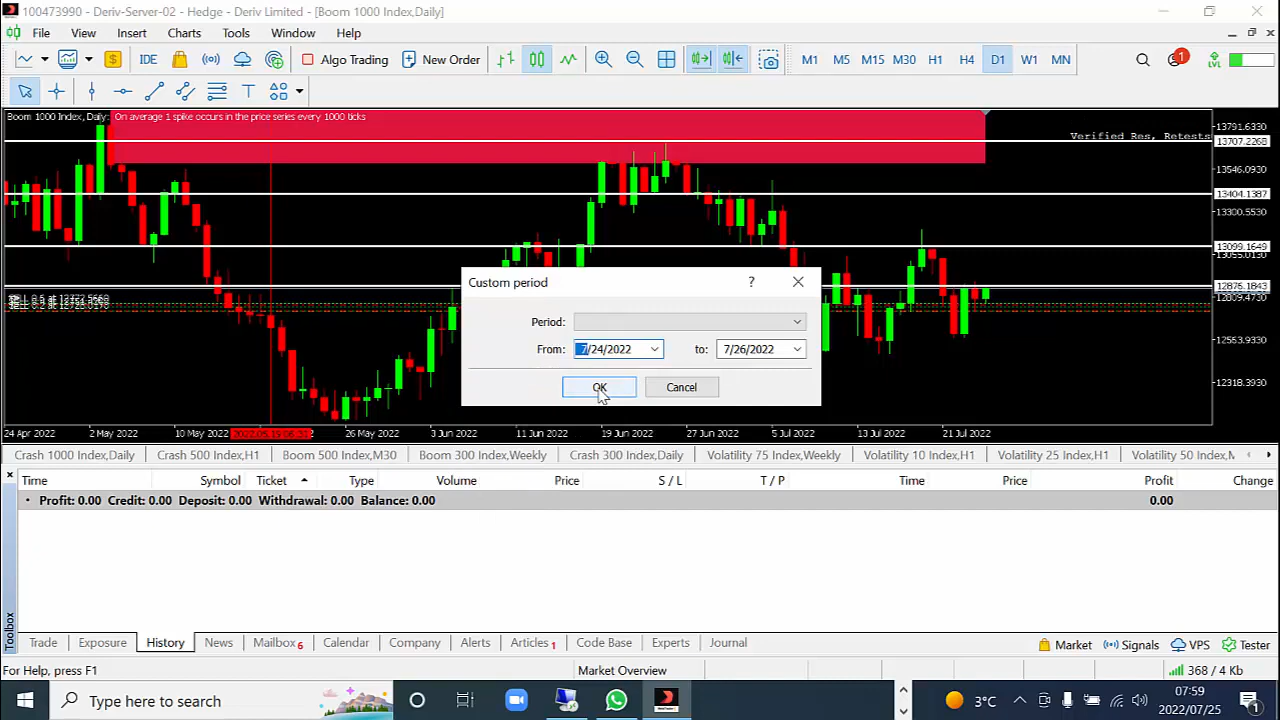 100473990 - Deriv-Server-02 - Hedge - Deriv Limited - [Boom 1000 Index,Daily]
File View Insert Charts Tools Window Help
IDE Algo Trading New Order M1 M5 M15 M30 H1 H4 D1 W1 MN 1 LVL
T
Boom 1000 Index, Daily: On average 1 spike occurs in the price series every 1000 ticks
13791.6330
Verified Res, Retests
13707.2268
13546.0930
13404.1387
13300.5530
13099.1649
13055.0130
Custom period ?
12875.1843
12809.4730
Period:
From: 7/24/2022 to: 7/26/2022
12563.9330
OK Cancel
12318.3930
24 Apr 2022 2 May 2022 10 May 2022 26 May 2022 3 Jun 2022 11 Jun 2022 19 Jun 2022 27 Jun 2022 5 Jul 2022 13 Jul 2022 21 Jul 2022
Crash 1000 Index,Daily Crash 500 Index,H1 Boom 500 Index,M30 Boom 300 Index,Weekly Crash 300 Index,Daily Volatility 75 Index,Weekly Volatility 10 Index,H1 Volatility 25 Index,H1 Volatility 50 Index,M
Time Symbol Ticket Type Volume Price S / L T / P Time Price Profit Change
Profit: 0.00 Credit: 0.00 Deposit: 0.00 Withdrawal: 0.00 Balance: 0.00 0.00
Toolbox
Trade Exposure History News Mailbox 6 Calendar Company Alerts Articles 1 Code Base Experts Journal Market Signals VPS Tester
For Help, press F1 Market Overview 368 / 4 Kb
Type here to search 3°C 07:59
2022/07/25 1